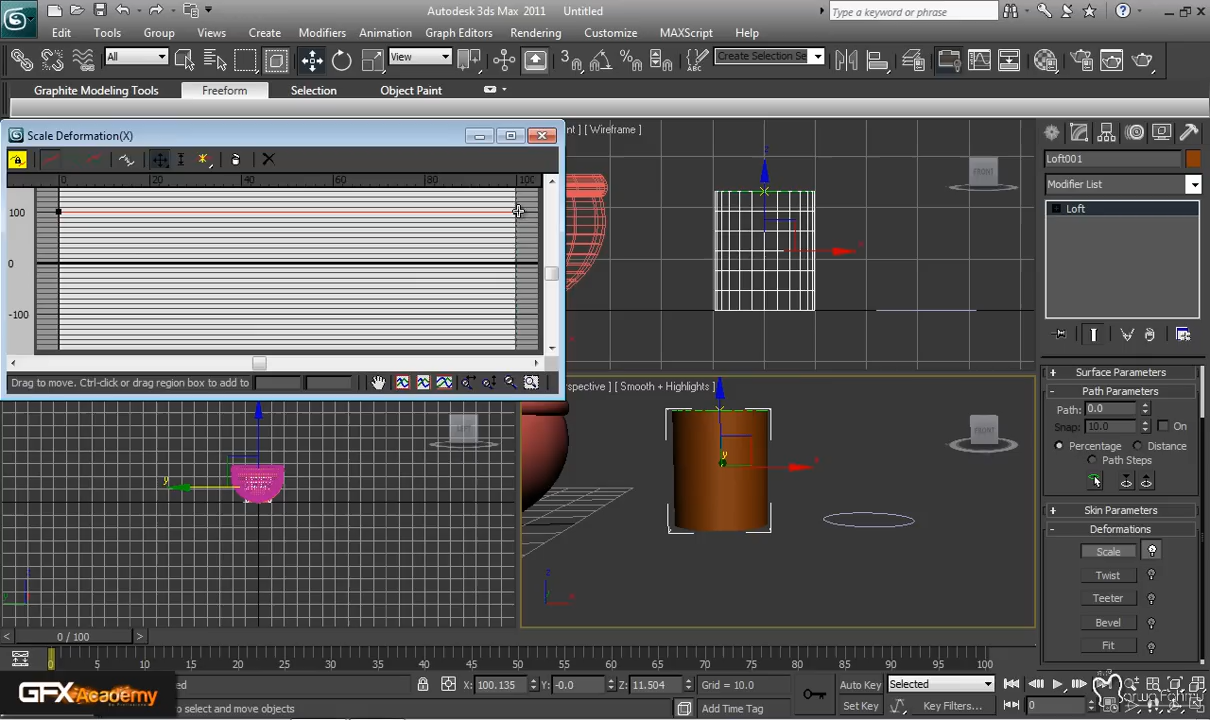 Autodesk 3ds Max 2011 Untitled
Type a keyword or phrase
Edit Tools Group Views Create Modifiers Animation Graph Editors Rendering Customize MAXScript Help
All View Create Selection Se
Graphite Modeling Tools Freeform Selection Object Paint
Scale Deformation(X)
0 20 40 60 80 100
100
0
-100
Drag to move. Ctrl-click or drag region box to add to
[ Wireframe ]
FRONT
z
x
LEFT
y
[ Smooth + Highlights ]
FRONT
y
x
Loft001
Modifier List
Loft
Surface Parameters
Path Parameters
Path: 0.0
Snap: 10.0 On
Percentage Distance
Path Steps
Skin Parameters
Deformations
Scale
Twist
Teeter
Bevel
Fit
0 / 100
0 5 10 15 20 25 30 35 40 45 50 55 60 65 70 75 80 85 90 95 100
X: 100.135 Y: -0.0 Z: 11.504 Grid = 10.0
Auto Key Selected
select and move objects
Add Time Tag
Set Key Key Filters... 0
GFX Academy